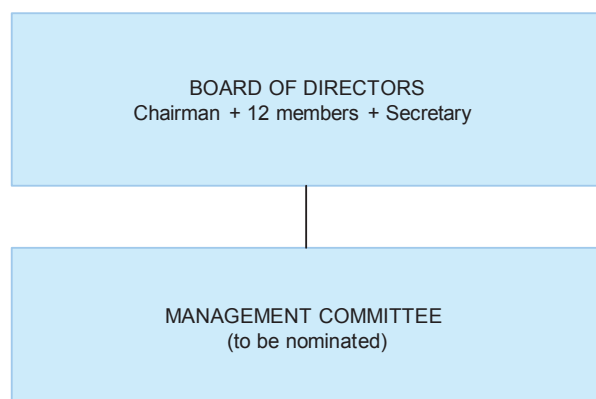 BOARD OF DIRECTORS
Chairman + 12 members + Secretary
MANAGEMENT COMMITTEE
(to be nominated)